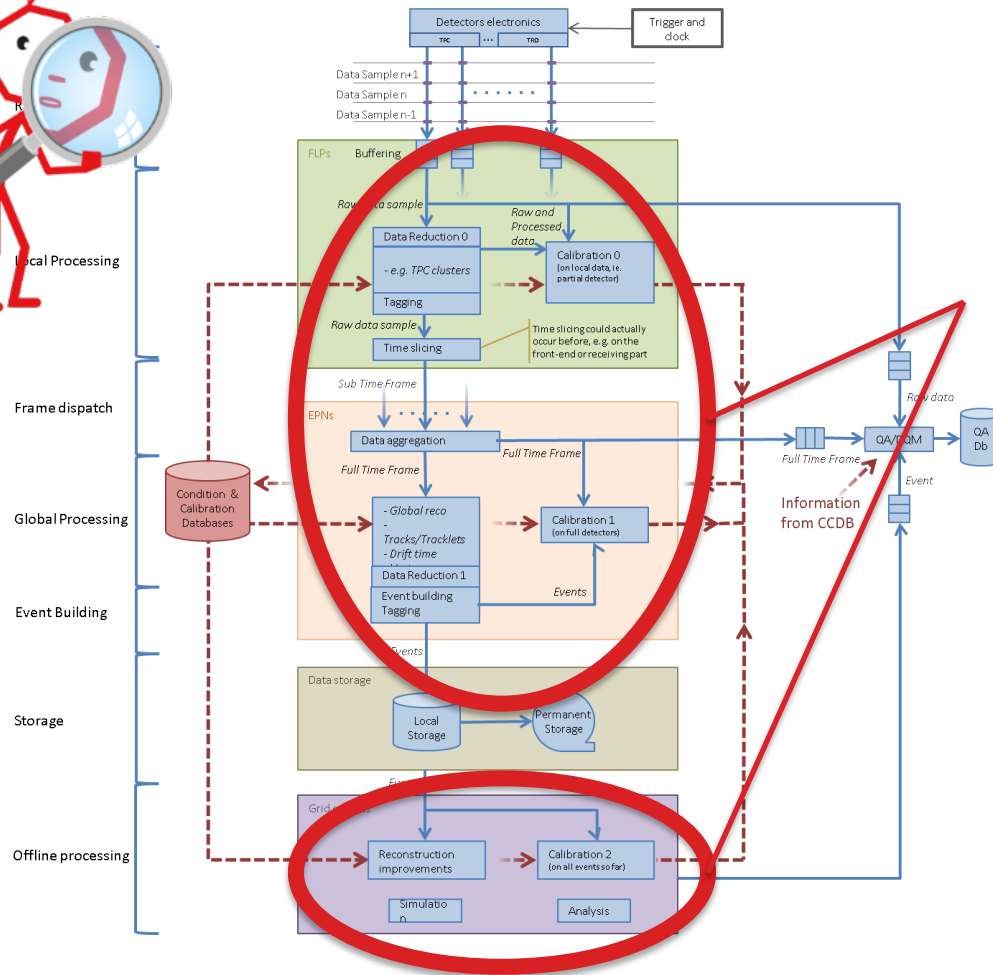 Detectors electronics
TPC
...
TRD
Trigger and
clock
Data Sample n+1
Data Sample n
Data Sample n-1
R
FLPs
Buffering
Raw data sample
Raw and
Processed
data
Data Reduction 0
- e.g. TPC clusters
Tagging
Calibration 0
(on local data, ie.
partial detector)
Local Processing
Raw data sample
Time slicing
Time slicing could actually
occur before, e.g. on the
front-end or receiving part
Sub Time Frame
Frame dispatch
EPNs
Data aggregation
Full Time Frame
Full Time Frame
Full Time Frame
Raw data
QA/DQM
QA
Db
Event
Information
from CCDB
Condition &
Calibration
Databases
Global Processing
- Global reco
-
Tracks/Tracklets
- Drift time
Data Reduction 1
Event building
Tagging
Calibration 1
(on full detectors)
Events
Event Building
Events
Data storage
Local
Storage
Permanent
Storage
Storage
Offline processing
Grid
Reconstruction
improvements
Calibration 2
(on all events so far)
Simulatio
n
Analysis